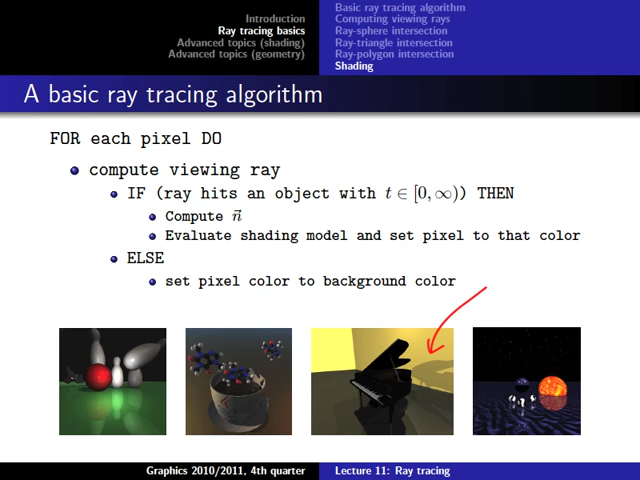 Introduction
Ray tracing basics
Advanced topics (shading)
Advanced topics (geometry)
Basic ray tracing algorithm
Computing viewing rays
Ray-sphere intersection
Ray-triangle intersection
Ray-polygon intersection
Shading
A basic ray tracing algorithm
FOR each pixel DO
compute viewing ray
IF (ray hits an object with t ∈ [0, ∞)) THEN
Compute n⃗
Evaluate shading model and set pixel to that color
ELSE
set pixel color to background color
Graphics 2010/2011, 4th quarter
Lecture 11: Ray tracing